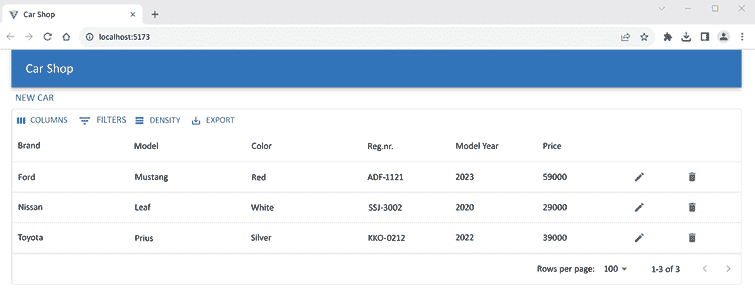 Car Shop
localhost:5173
Car Shop
NEW CAR
COLUMNS FILTERS DENSITY EXPORT
Brand Model Color Reg.nr. Model Year Price
Ford Mustang Red ADF-1121 2023 59000
Nissan Leaf White SSJ-3002 2020 29000
Toyota Prius Silver KKO-0212 2022 39000
Rows per page: 100 1-3 of 3